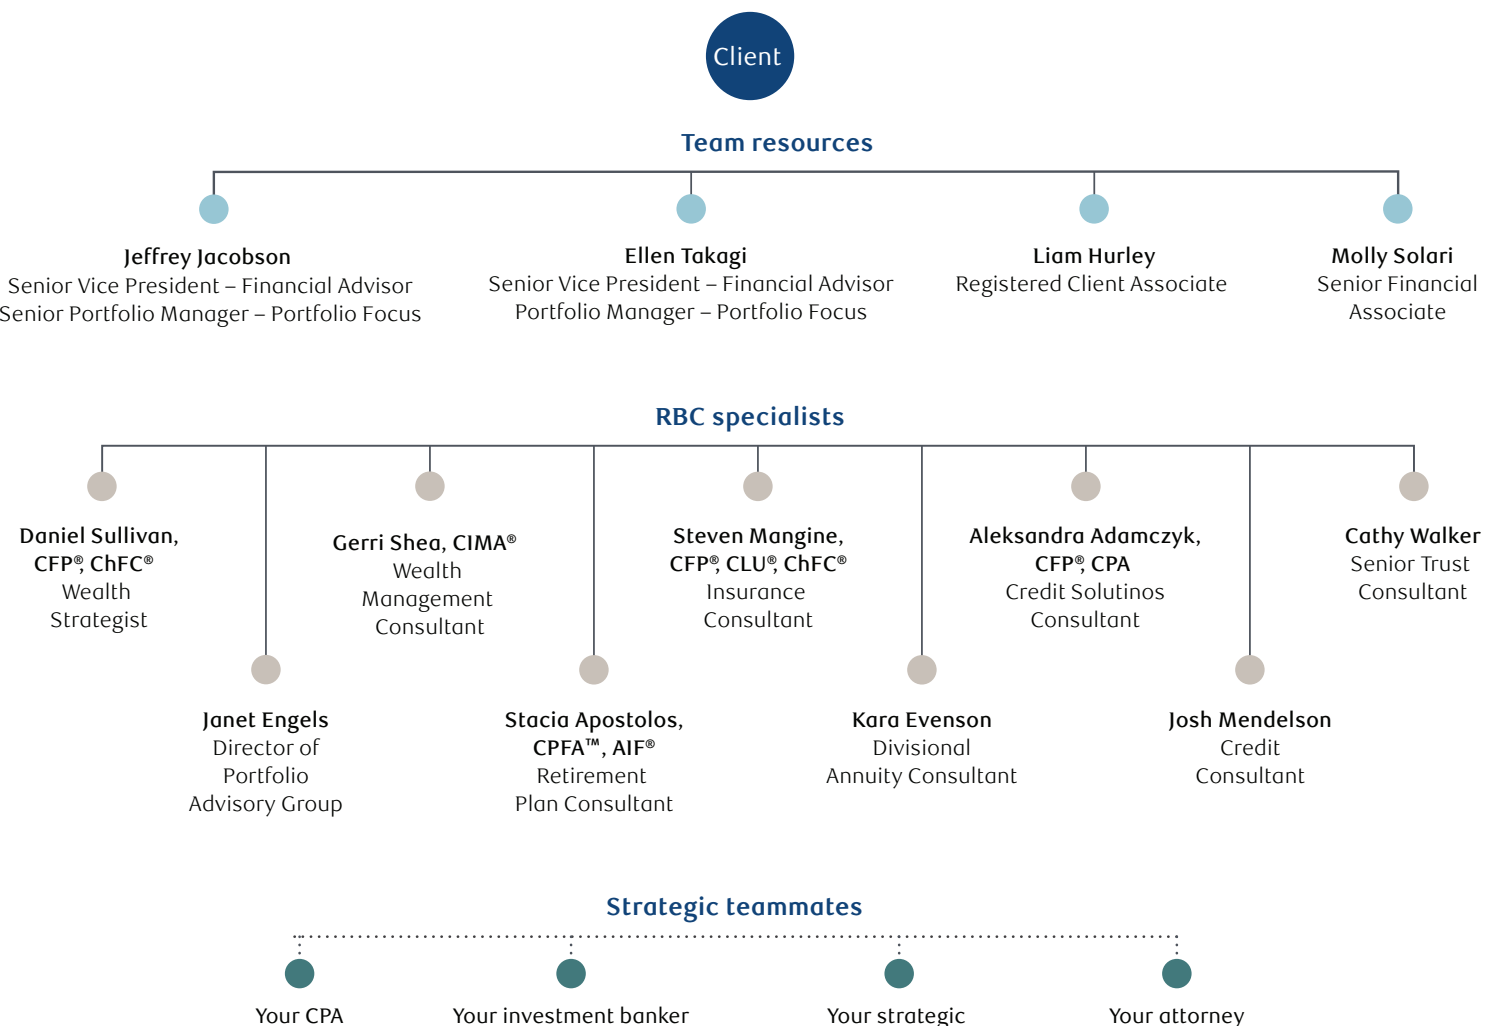 Client
Team resources
Jeffrey Jacobson
Senior Vice President – Financial Advisor
Senior Portfolio Manager – Portfolio Focus
Ellen Takagi
Senior Vice President – Financial Advisor
Portfolio Manager – Portfolio Focus
Liam Hurley
Registered Client Associate
Molly Solari
Senior Financial
Associate
RBC specialists
Daniel Sullivan,
CFP®, ChFC®
Wealth
Strategist
Gerri Shea, CIMA®
Wealth
Management
Consultant
Steven Mangine,
CFP®, CLU®, ChFC®
Insurance
Consultant
Aleksandra Adamczyk,
CFP®, CPA
Credit Solutinos
Consultant
Cathy Walker
Senior Trust
Consultant
Janet Engels
Director of
Portfolio
Advisory Group
Stacia Apostolos,
CPFA™, AIF®
Retirement
Plan Consultant
Kara Evenson
Divisional
Annuity Consultant
Josh Mendelson
Credit
Consultant
Strategic teammates
Your CPA
Your investment banker
Your strategic
Your attorney